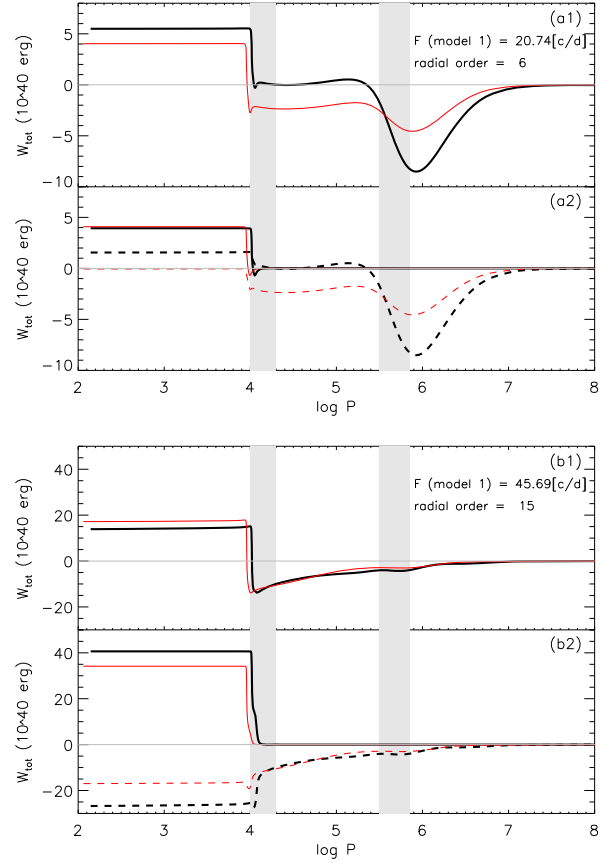 (a1)
F (model 1) = 20.74[c/d]
radial order = 6
W_tot (10^40 erg)
5
0
-5
-10
(a2)
W_tot (10^40 erg)
5
0
-5
-10
2 3 4 5 6 7 8
log P
(b1)
F (model 1) = 45.69[c/d]
radial order = 15
W_tot (10^40 erg)
40
20
0
-20
(b2)
W_tot (10^40 erg)
40
20
0
-20
2 3 4 5 6 7 8
log P